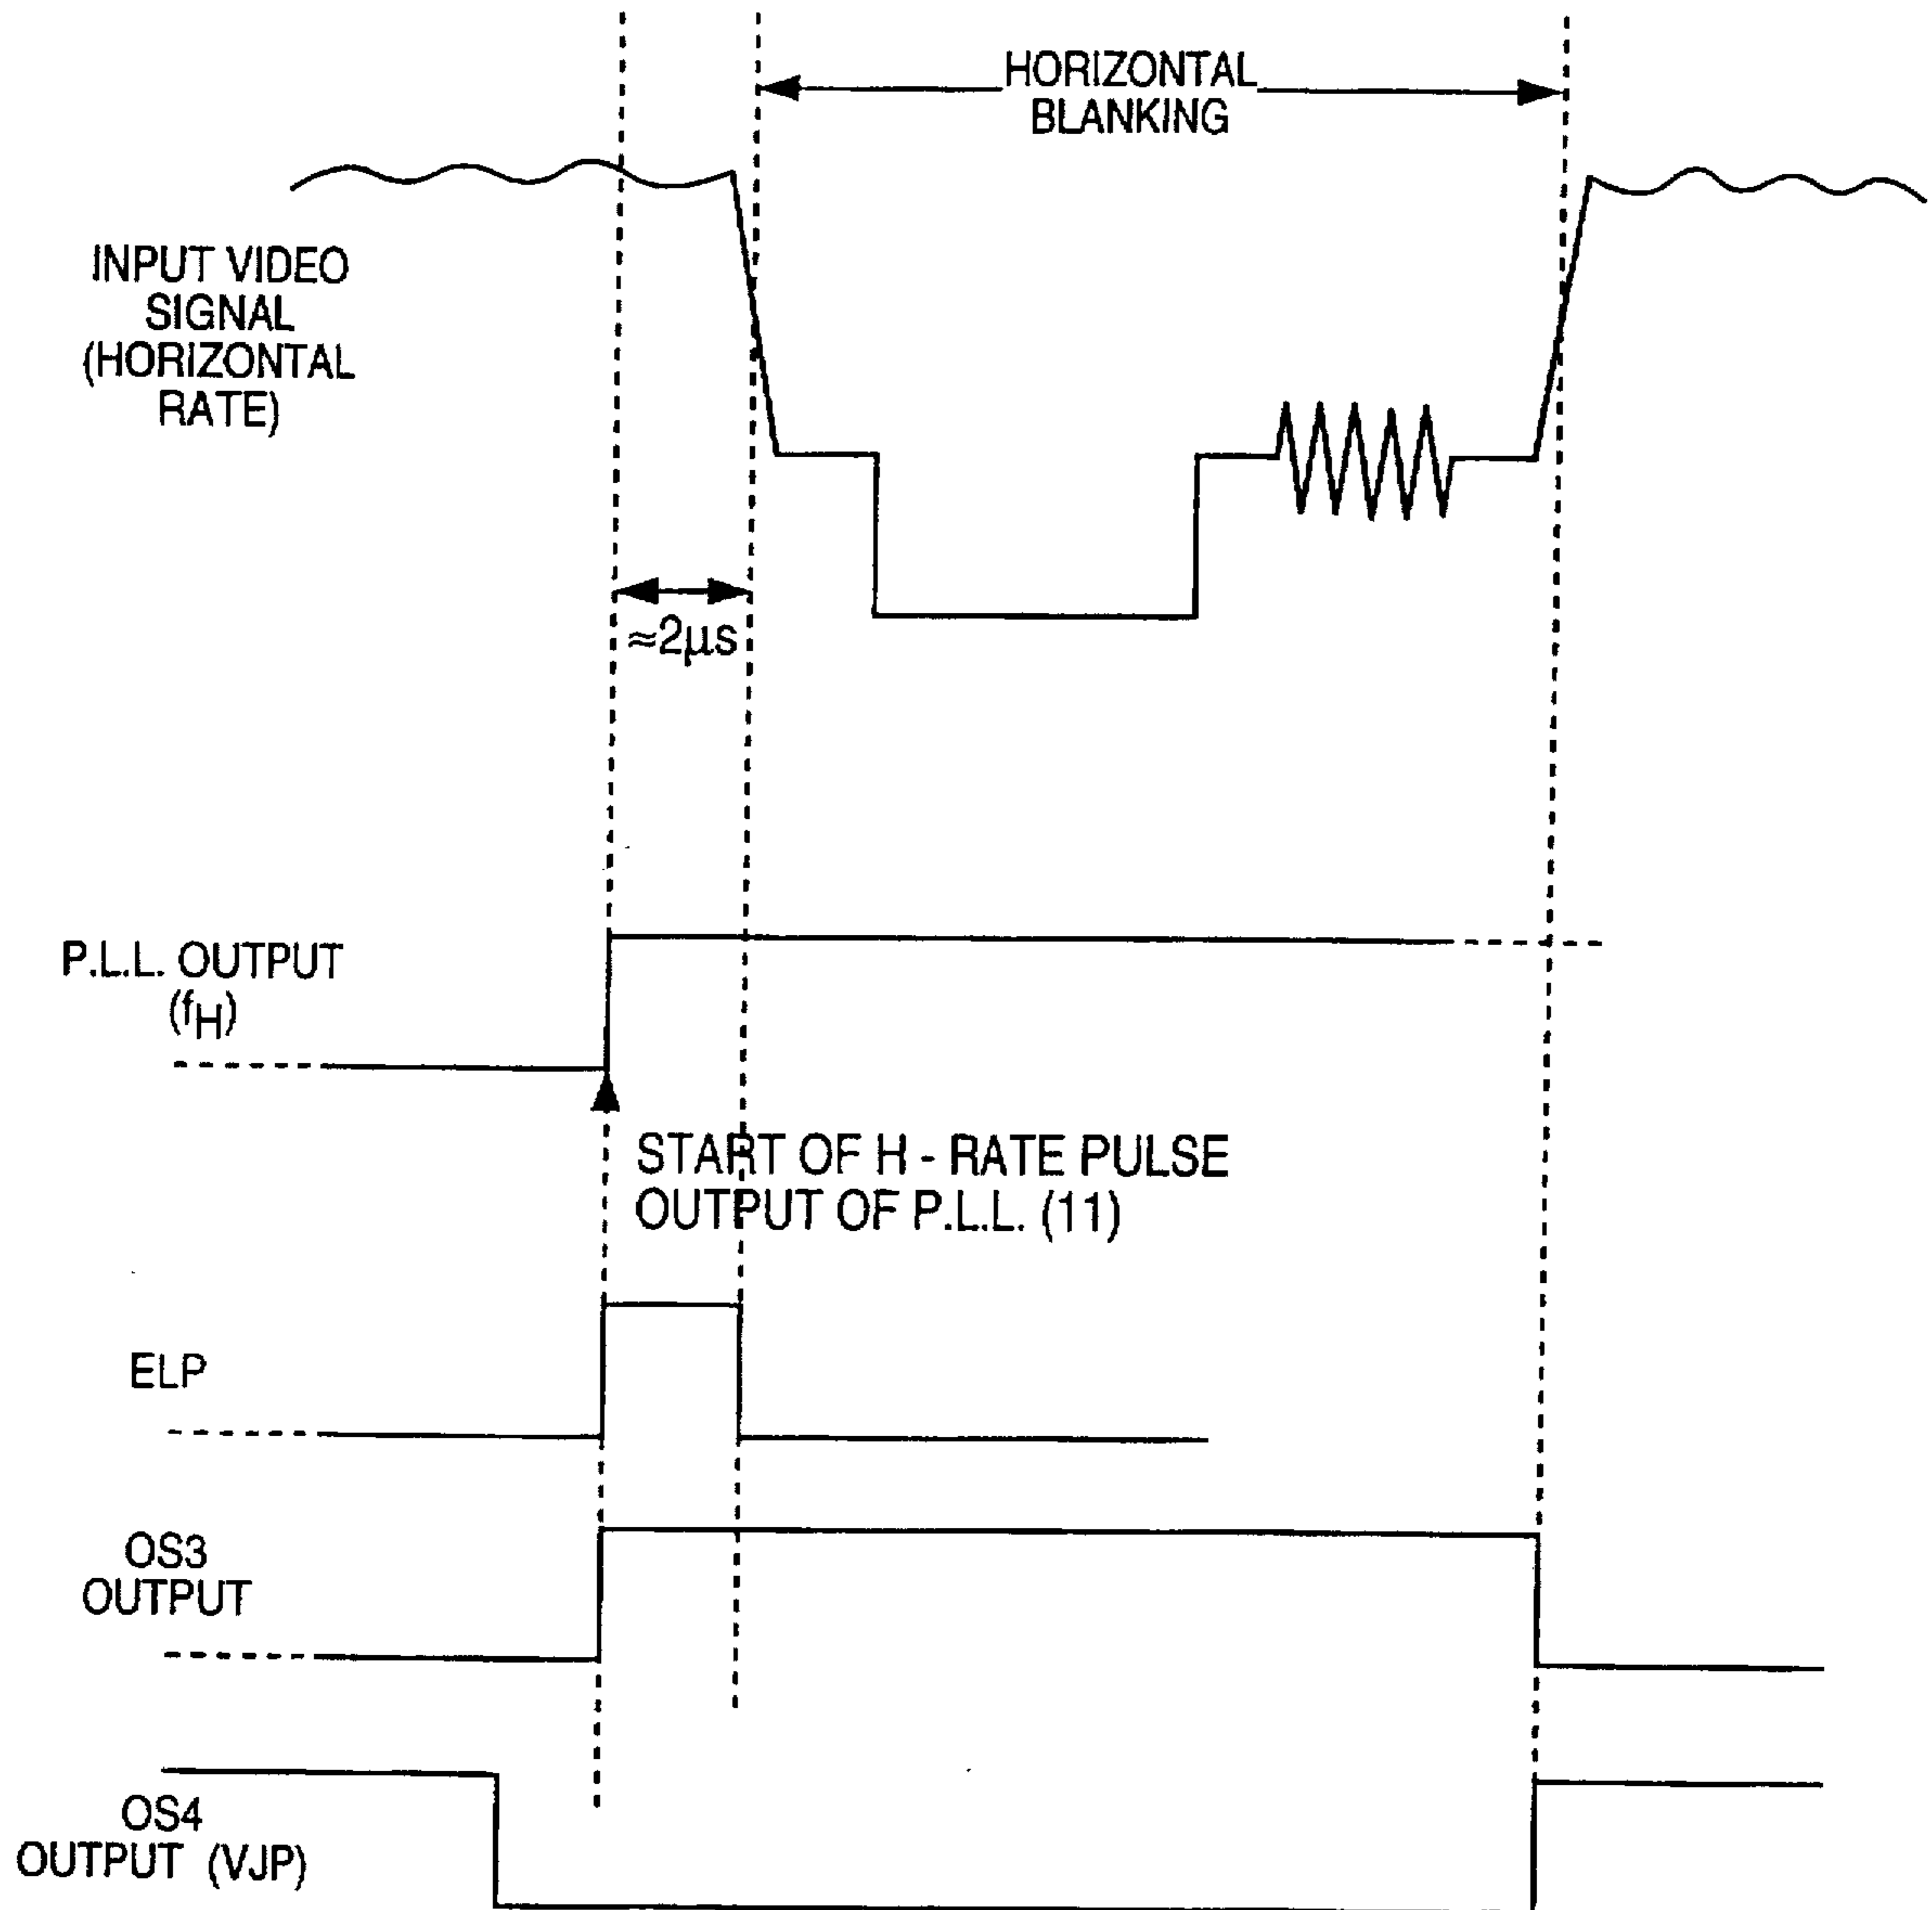 HORIZONTAL
BLANKING
INPUT VIDEO
SIGNAL
(HORIZONTAL
RATE)
≈2μs
P.L.L. OUTPUT
(fH)
START OF H - RATE PULSE
OUTPUT OF P.L.L. (11)
ELP
OS3
OUTPUT
OS4
OUTPUT (VJP)